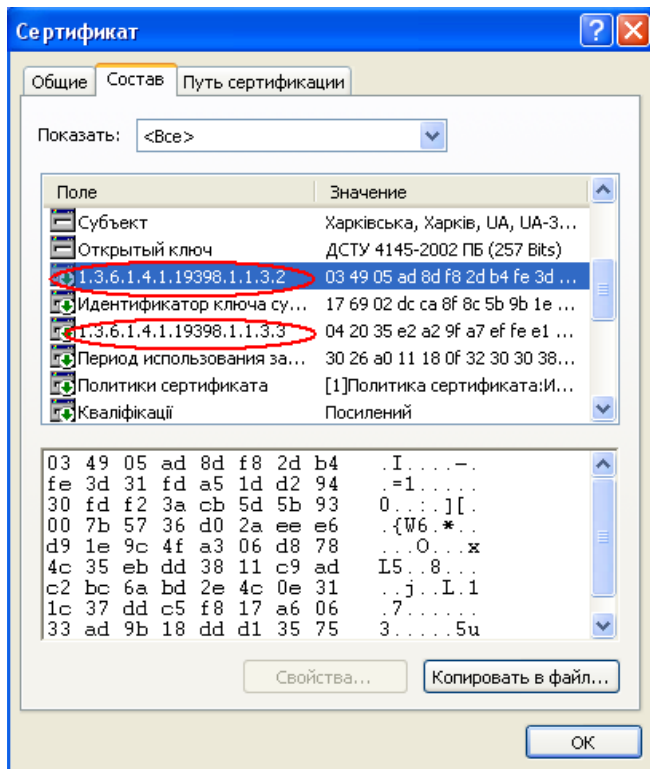 Сертификат
Общие Состав Путь сертификации
Показать: <Все>
Поле Значение
Субъект Харківська, Харків, UA, UA-3...
Открытый ключ ДСТУ 4145-2002 ПБ (257 Bits)
1.3.6.1.4.1.19398.1.1.3.2 03 49 05 ad 8d f8 2d b4 fe 3d ...
Идентификатор ключа су... 17 69 02 dc ca 8f 8c 5b 9b 1e ...
1.3.6.1.4.1.19398.1.1.3.3 04 20 35 e2 a2 9f a7 ef fe e1 ...
Период использования за... 30 26 a0 11 18 0f 32 30 30 38...
Политики сертификата [1]Политика сертификата:И...
Кваліфікації Посилений
03 49 05 ad 8d f8 2d b4 .I....-.
fe 3d 31 fd a5 1d d2 94 .=1.....
30 fd f2 3a cb 5d 5b 93 0..:.][.
00 7b 57 36 d0 2a ee e6 .{W6.*..
d9 1e 9c 4f a3 06 d8 78 ...O...x
4c 35 eb dd 38 11 c9 ad L5..8...
c2 bc 6a bd 2e 4c 0e 31 ..j..L.1
1c 37 dd c5 f8 17 a6 06 .7......
33 ad 9b 18 dd d1 35 75 3.....5u
Свойства... Копировать в файл...
ОК